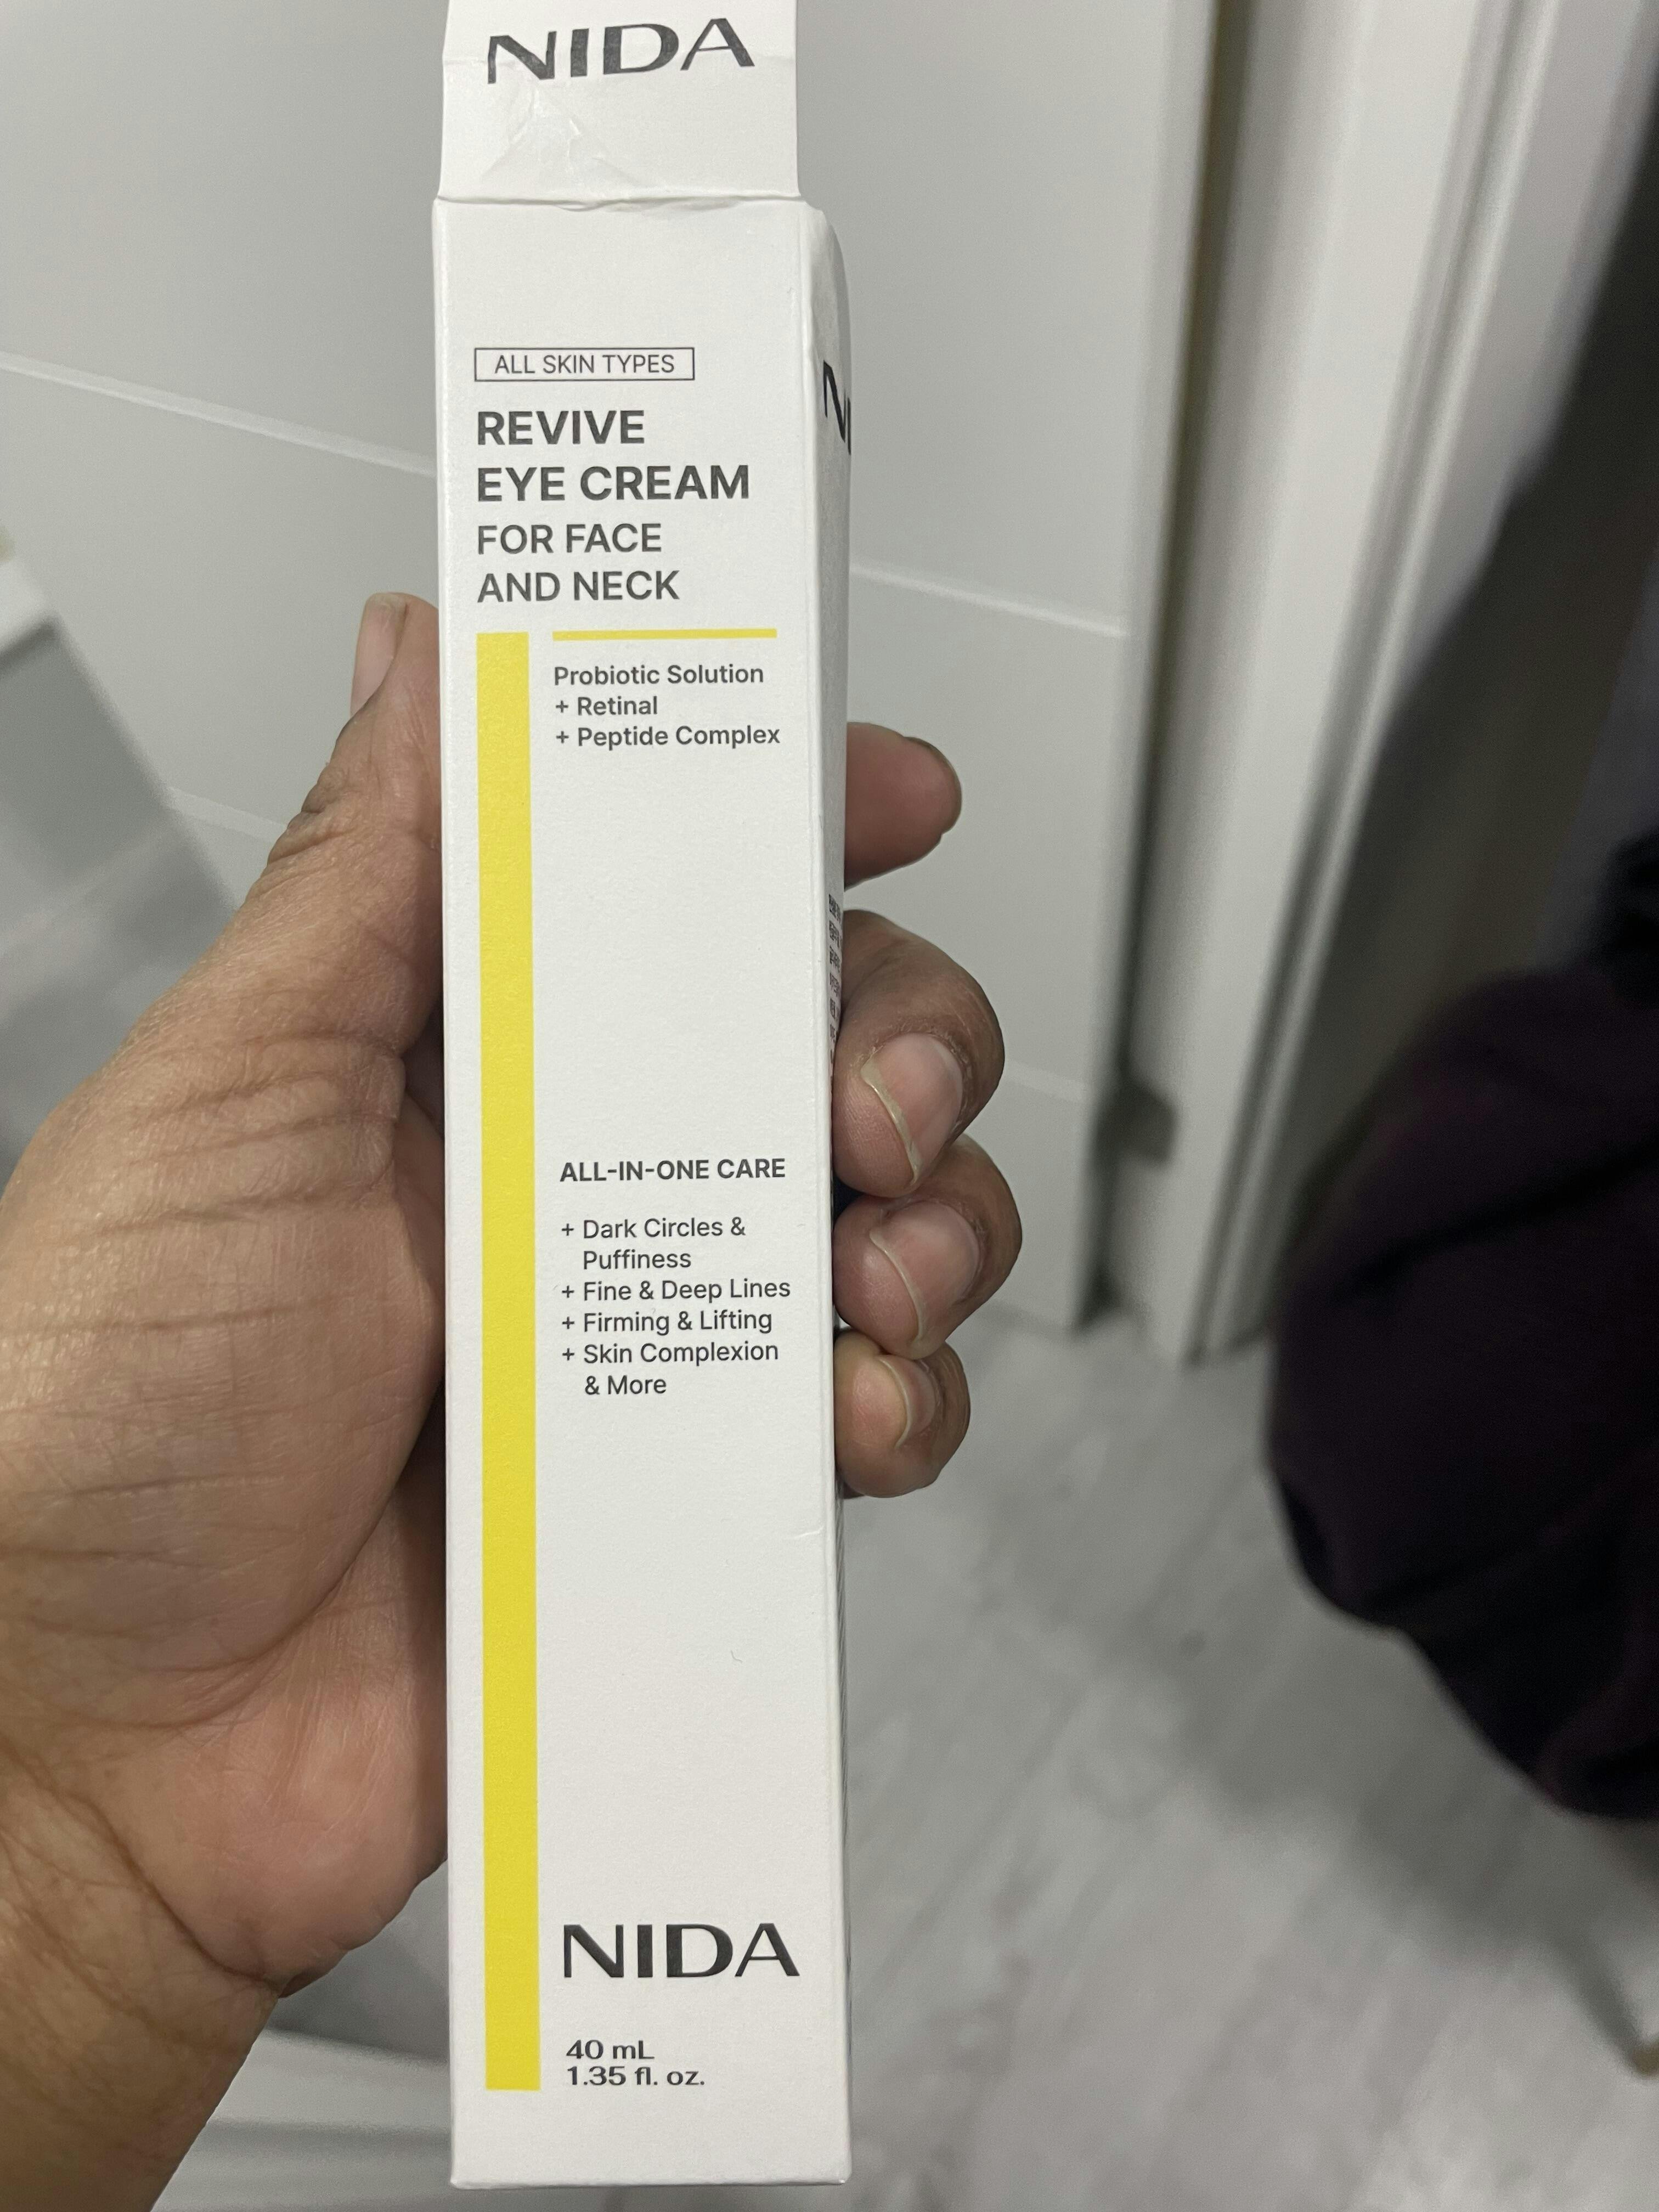 NIDA
ALL SKIN TYPES
REVIVE
EYE CREAM
FOR FACE
AND NECK
Probiotic Solution
+ Retinal
+ Peptide Complex
ALL-IN-ONE CARE
+ Dark Circles &
Puffiness
+ Fine & Deep Lines
+ Firming & Lifting
+ Skin Complexion
& More
NIDA
40 mL
1.35 fl. oz.